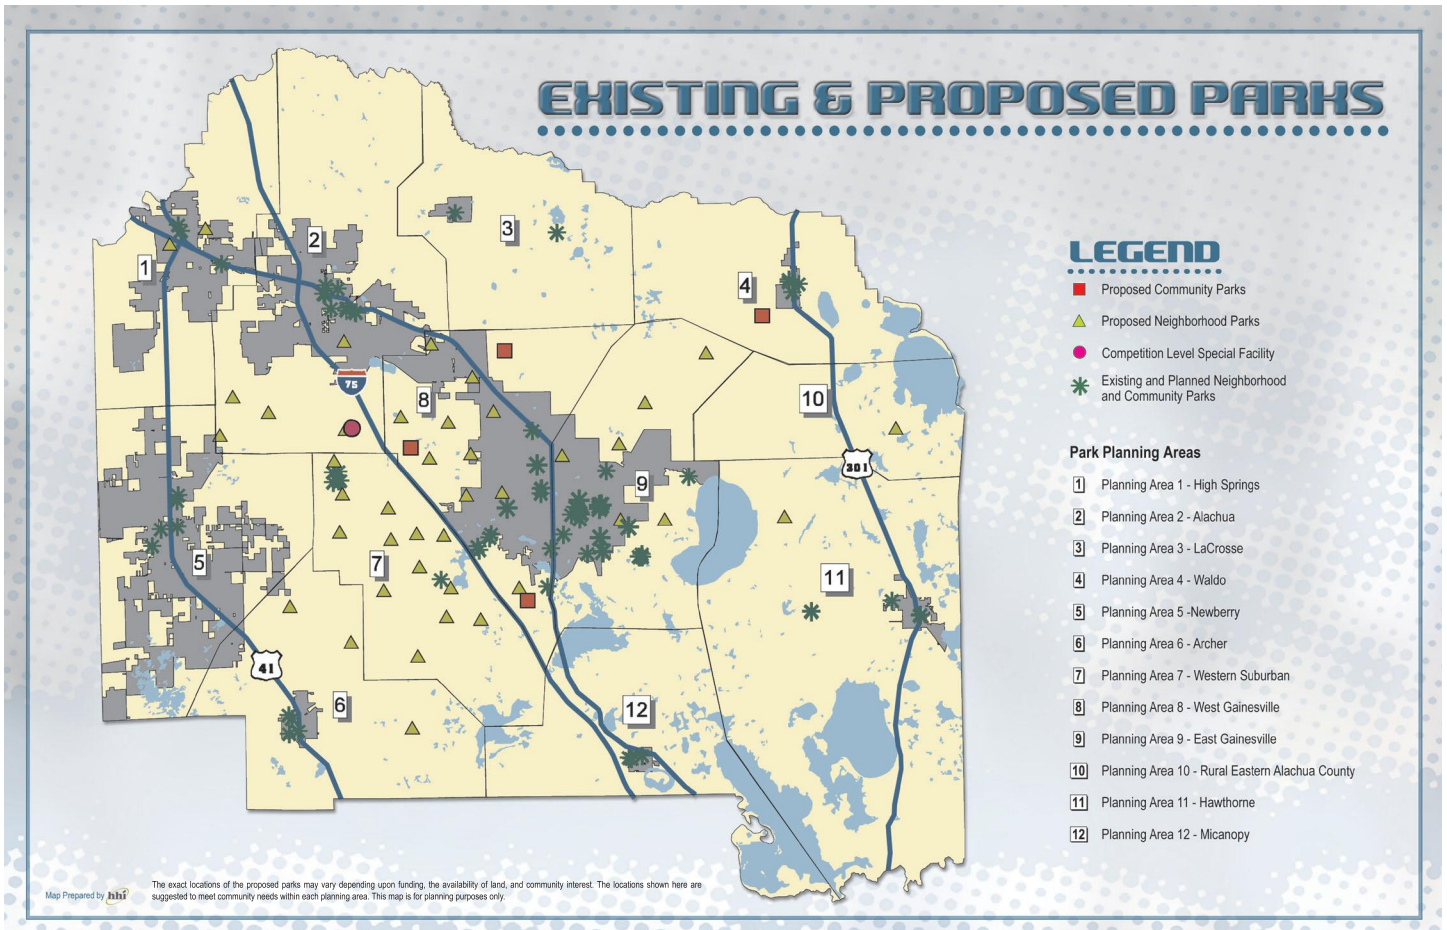 EXISTING & PROPOSED PARKS
1
2
3
4
5
6
7
8
9
10
11
12
75
41
301
LEGEND
Proposed Community Parks
Proposed Neighborhood Parks
Competition Level Special Facility
Existing and Planned Neighborhood
and Community Parks
Park Planning Areas
1 Planning Area 1 - High Springs
2 Planning Area 2 - Alachua
3 Planning Area 3 - LaCrosse
4 Planning Area 4 - Waldo
5 Planning Area 5 -Newberry
6 Planning Area 6 - Archer
7 Planning Area 7 - Western Suburban
8 Planning Area 8 - West Gainesville
9 Planning Area 9 - East Gainesville
10 Planning Area 10 - Rural Eastern Alachua County
11 Planning Area 11 - Hawthorne
12 Planning Area 12 - Micanopy
Map Prepared by hhi
The exact locations of the proposed parks may vary depending upon funding, the availability of land, and community interest. The locations shown here are
suggested to meet community needs within each planning area. This map is for planning purposes only.